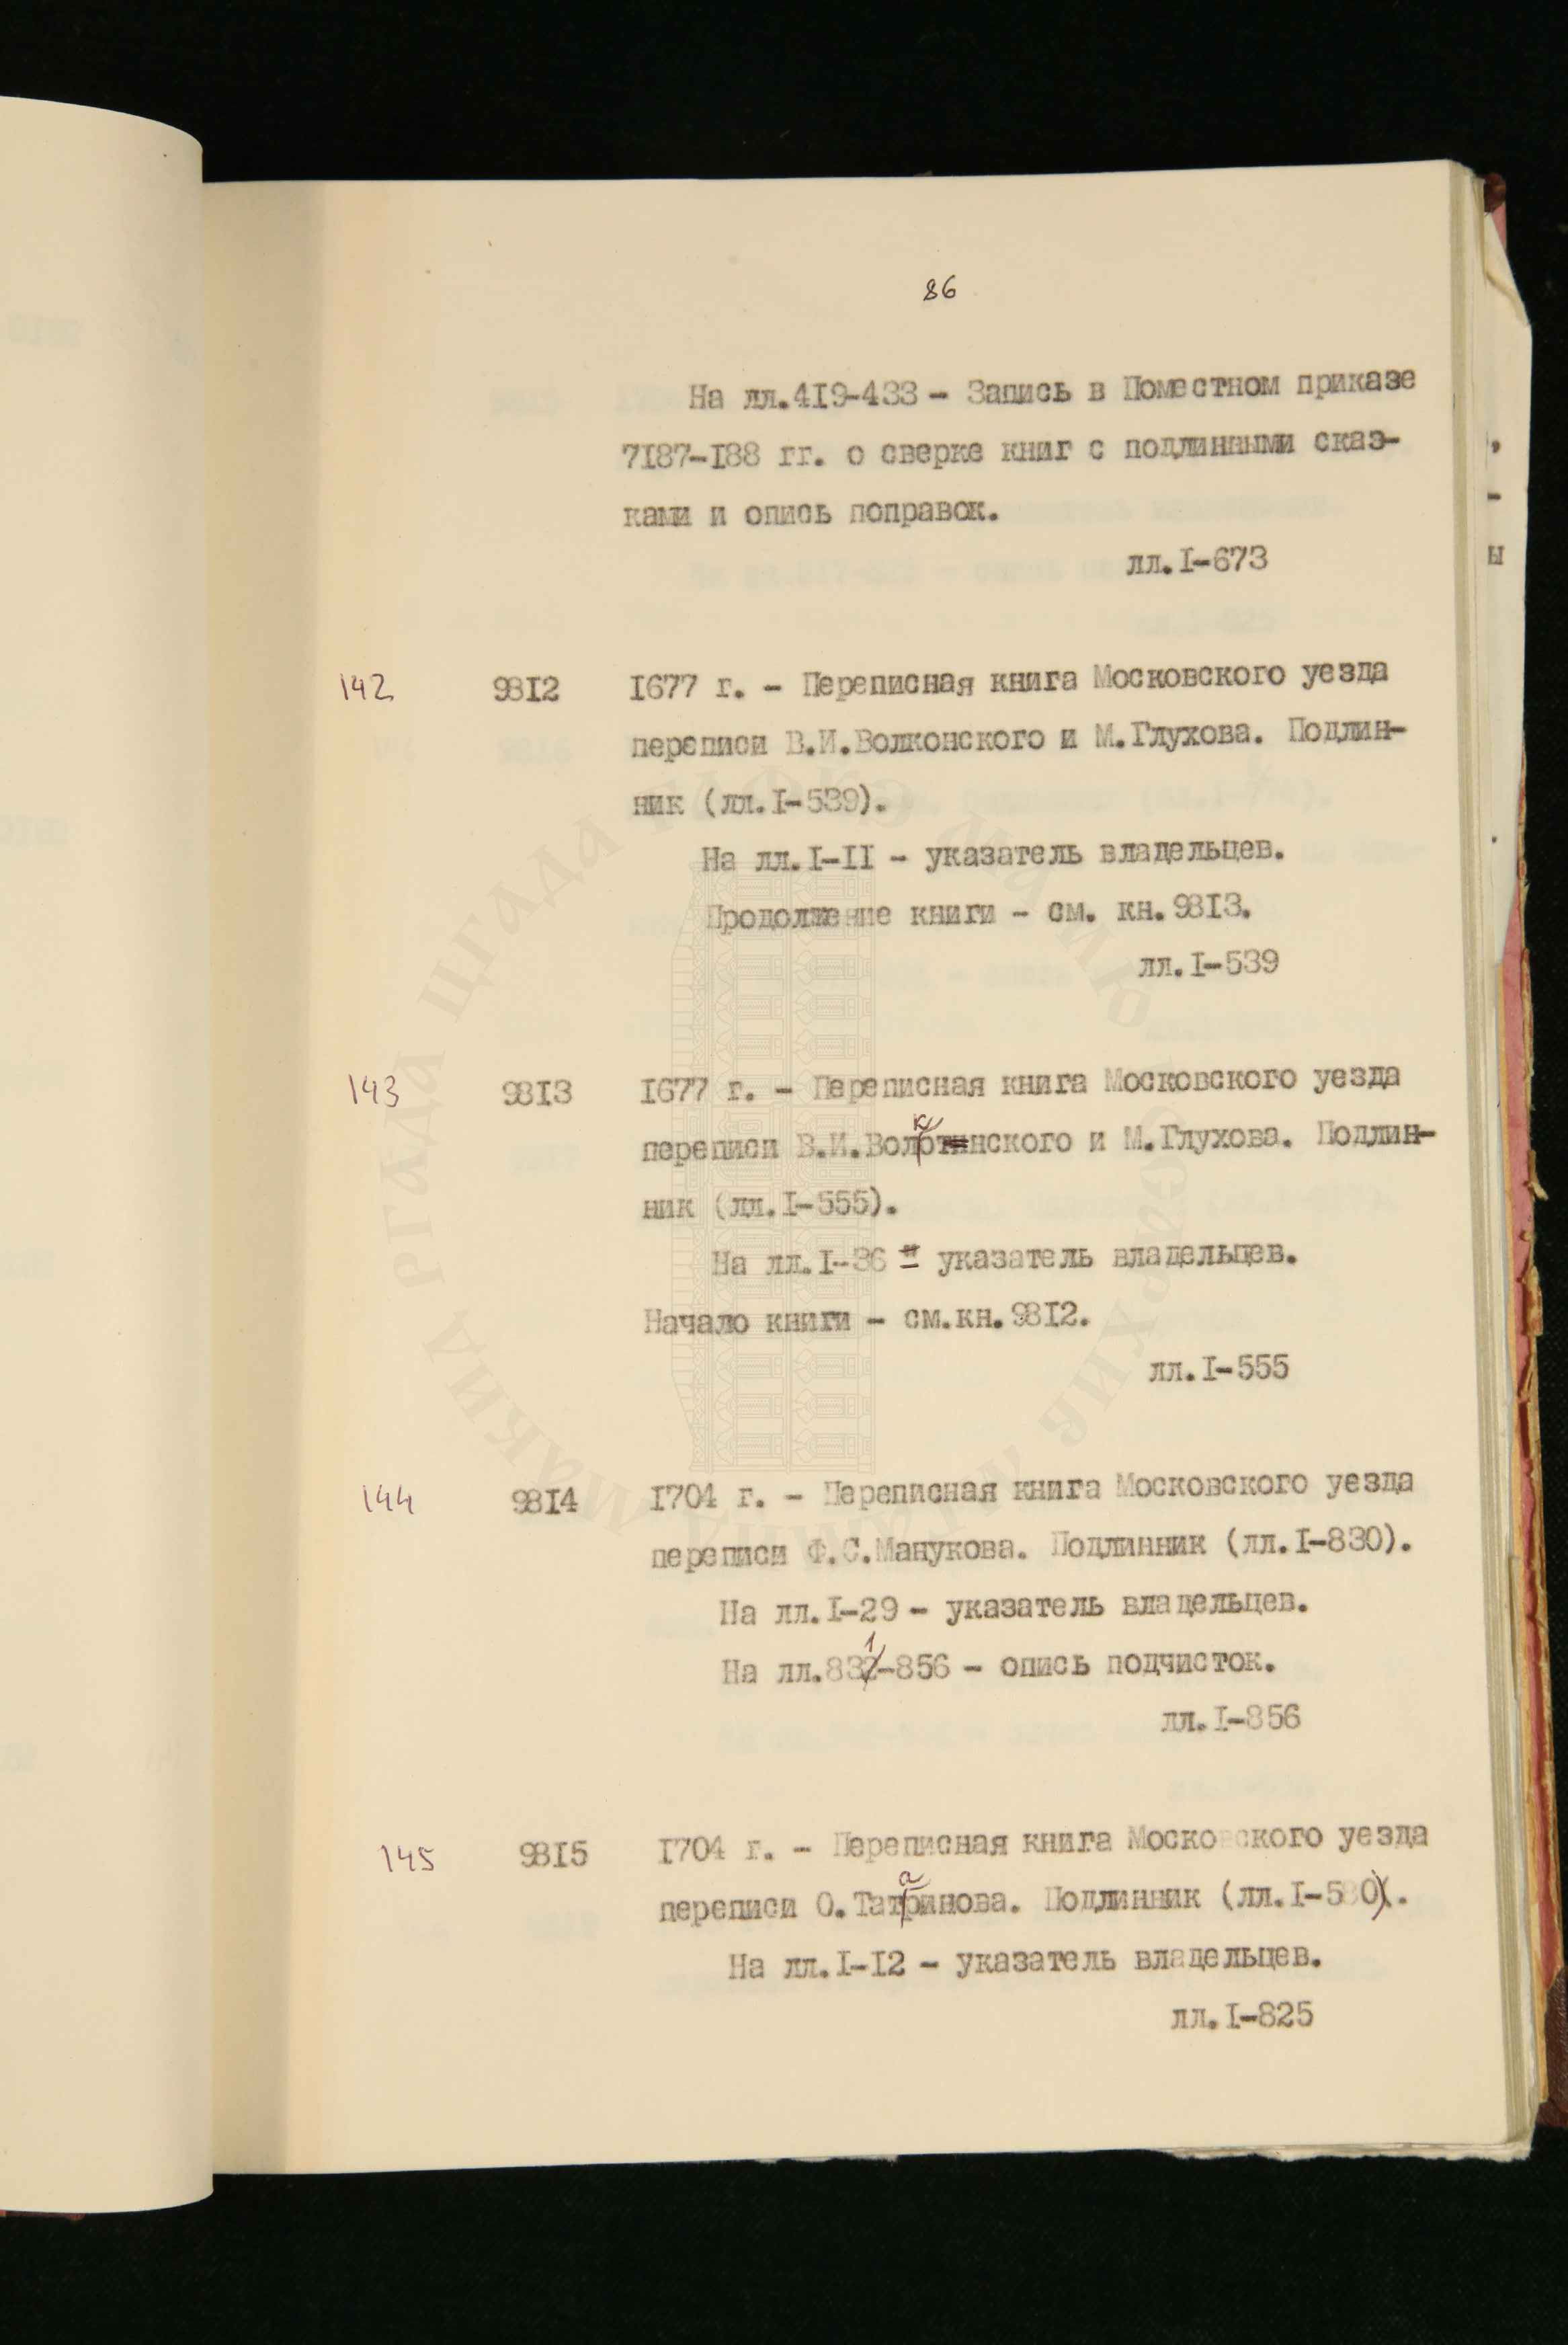 86
На лл.419-433 - Запись в Поместном приказе
7187-188 гг. о сверке книг с подлинными сказ-
ками и опись поправок.
лл.1-673
142 9812 1677 г. - Переписная книга Московского уезда
переписи В.И.Волконского и М.Глухова. Подлин-
ник (лл.1-539).
На лл.1-11 - указатель владельцев.
Продолжение книги - см. кн.9813.
лл.1-539
143 9813 1677 г. - Переписная книга Московского уезда
переписи В.И.Волконского и М.Глухова. Подлин-
ник (лл.1-555).
На лл.1-36 - указатель владельцев.
Начало книги - см.кн.9812.
лл.1-555
144 9814 1704 г. - Переписная книга Московского уезда
переписи Ф.С.Манукова. Подлинник (лл.1-830).
На лл.1-29 - указатель владельцев.
На лл.831-856 - опись подчисток.
лл.1-856
145 9815 1704 г. - Переписная книга Московского уезда
переписи О.Татаринова. Подлинник
На лл.1-12 - указатель владельцев.
лл.1-825